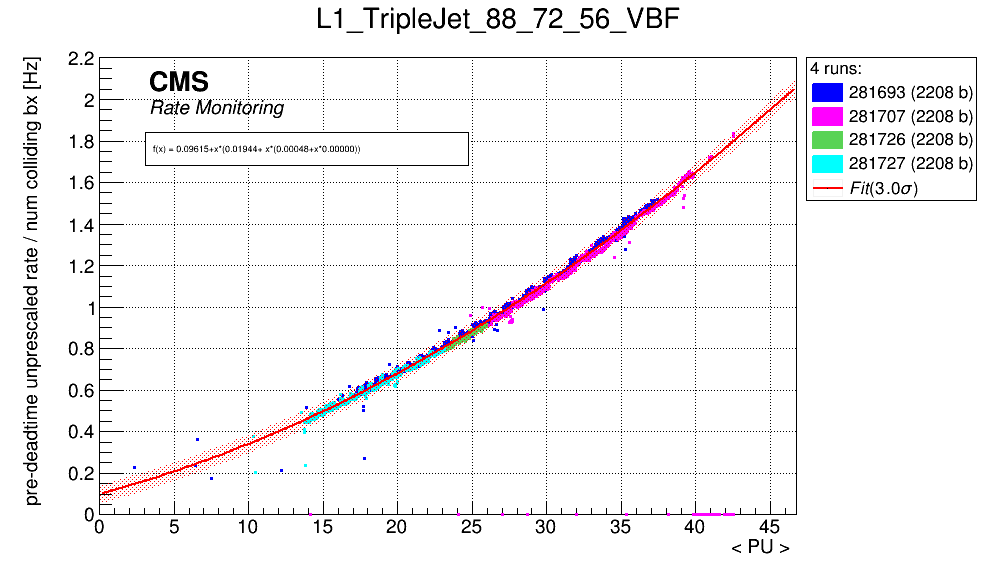 L1_TripleJet_88_72_56_VBF
pre-deadtime unprescaled rate / num colliding bx [Hz]
2.2
2
1.8
1.6
1.4
1.2
1
0.8
0.6
0.4
0.2
0
CMS
Rate Monitoring
f(x) = 0.09615+x*(0.01944+ x*(0.00048+x*0.00000))
4 runs:
281693 (2208 b)
281707 (2208 b)
281726 (2208 b)
281727 (2208 b)
Fit(3.0σ)
0 5 10 15 20 25 30 35 40 45
< PU >